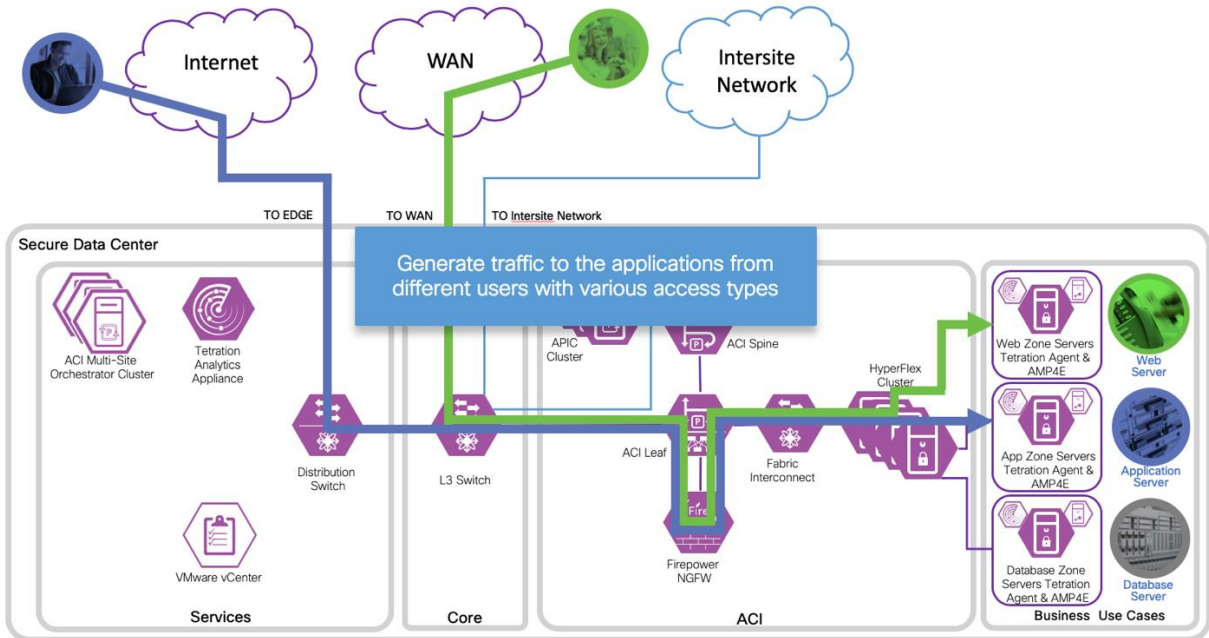 Internet
WAN
Intersite
Network
TO EDGE
TO WAN
TO Intersite Network
Secure Data Center
Generate traffic to the applications from
different users with various access types
ACI Multi-Site
Orchestrator Cluster
Tetration
Analytics
Appliance
APIC
Cluster
P
ACI Spine
HyperFlex
Cluster
Web Zone Servers
Tetration Agent &
AMP4E
Web
Server
Distribution
Switch
L3 Switch
P
ACI Leaf
Fabric
Interconnect
App Zone Servers
Tetration Agent &
AMP4E
Application
Server
VMware vCenter
Fire
Firepower
NGFW
Database Zone
Servers Tetration
Agent & AMP4E
Database
Server
Services
Core
ACI
Business Use Cases